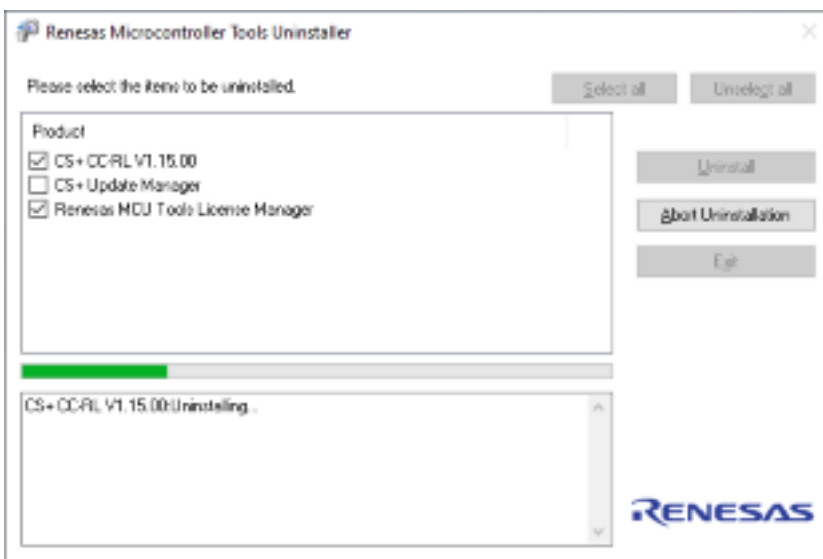 Renesas Microcontroller Tools Uninstaller
Please select the items to be uninstalled.
Select all
Unselect all
Product
CS+ CC-RL V1.15.00
CS+ Update Manager
Renesas MCU Tools License Manager
Uninstall
Abort Uninstallation
Exit
CS+ CC-RL V1.15.00:Uninstalling...
RENESAS